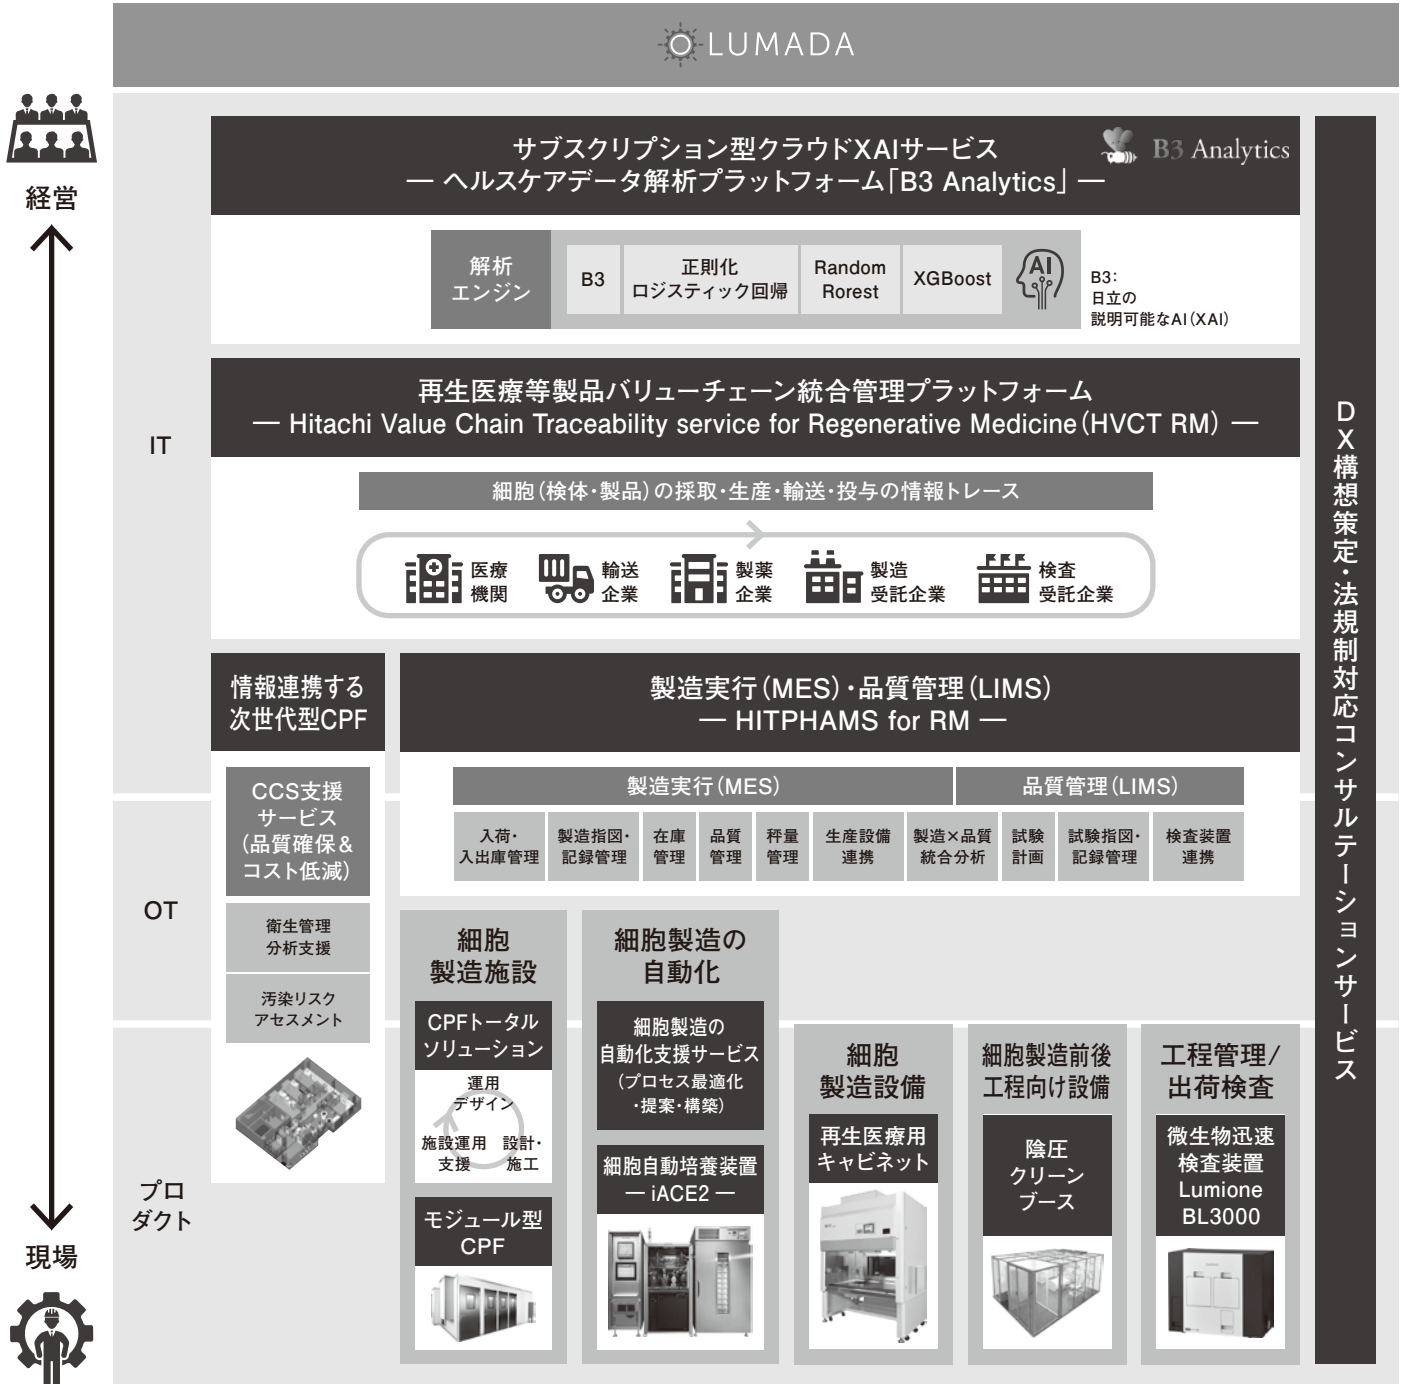 LUMADA
経営
現場
IT
OT
プロ
ダクト
サブスクリプション型クラウドXAIサービス
― ヘルスケアデータ解析プラットフォーム「B3 Analytics」 ―
B3 Analytics
解析
エンジン
B3
正則化
ロジスティック回帰
Random
Rorest
XGBoost
AI
B3：
日立の
説明可能なAI（XAI）
再生医療等製品バリューチェーン統合管理プラットフォーム
― Hitachi Value Chain Traceability service for Regenerative Medicine（HVCT RM） ―
細胞（検体・製品）の採取・生産・輸送・投与の情報トレース
医療
機関
輸送
企業
製薬
企業
製造
受託企業
検査
受託企業
情報連携する
次世代型CPF
CCS支援
サービス
（品質確保＆
コスト低減）
衛生管理
分析支援
汚染リスク
アセスメント
製造実行（MES）・品質管理（LIMS）
― HITPHAMS for RM ―
製造実行（MES）
品質管理（LIMS）
入荷・
入出庫管理
製造指図・
記録管理
在庫
管理
品質
管理
秤量
管理
生産設備
連携
製造×品質
統合分析
試験
計画
試験指図・
記録管理
検査装置
連携
細胞
製造施設
CPFトータル
ソリューション
運用
デザイン
施設運用
支援
設計・
施工
モジュール型
CPF
細胞製造の
自動化
細胞製造の
自動化支援サービス
（プロセス最適化
・提案・構築）
細胞自動培養装置
― iACE2 ―
細胞
製造設備
再生医療用
キャビネット
細胞製造前後
工程向け設備
陰圧
クリーン
ブース
工程管理/
出荷検査
微生物迅速
検査装置
Lumione
BL3000
DX構想策定・法規制対応コンサルテーションサービス